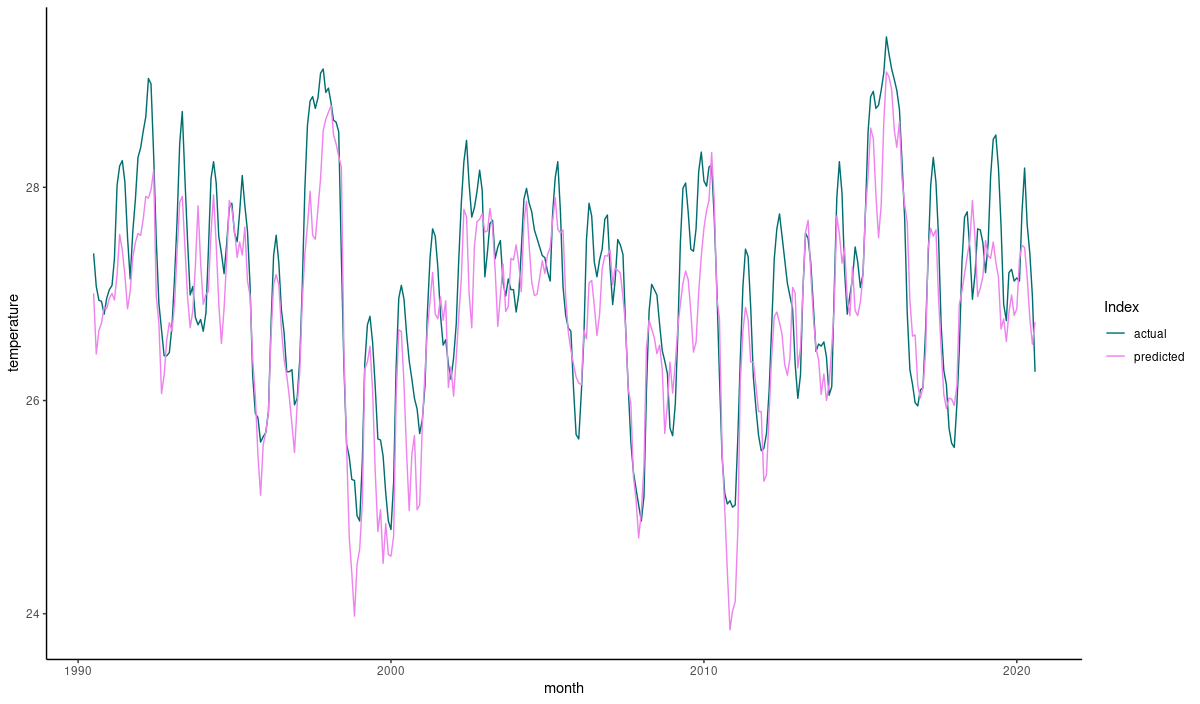 temperature
28
26
24
1990
2000
2010
2020
month
Index
actual
predicted